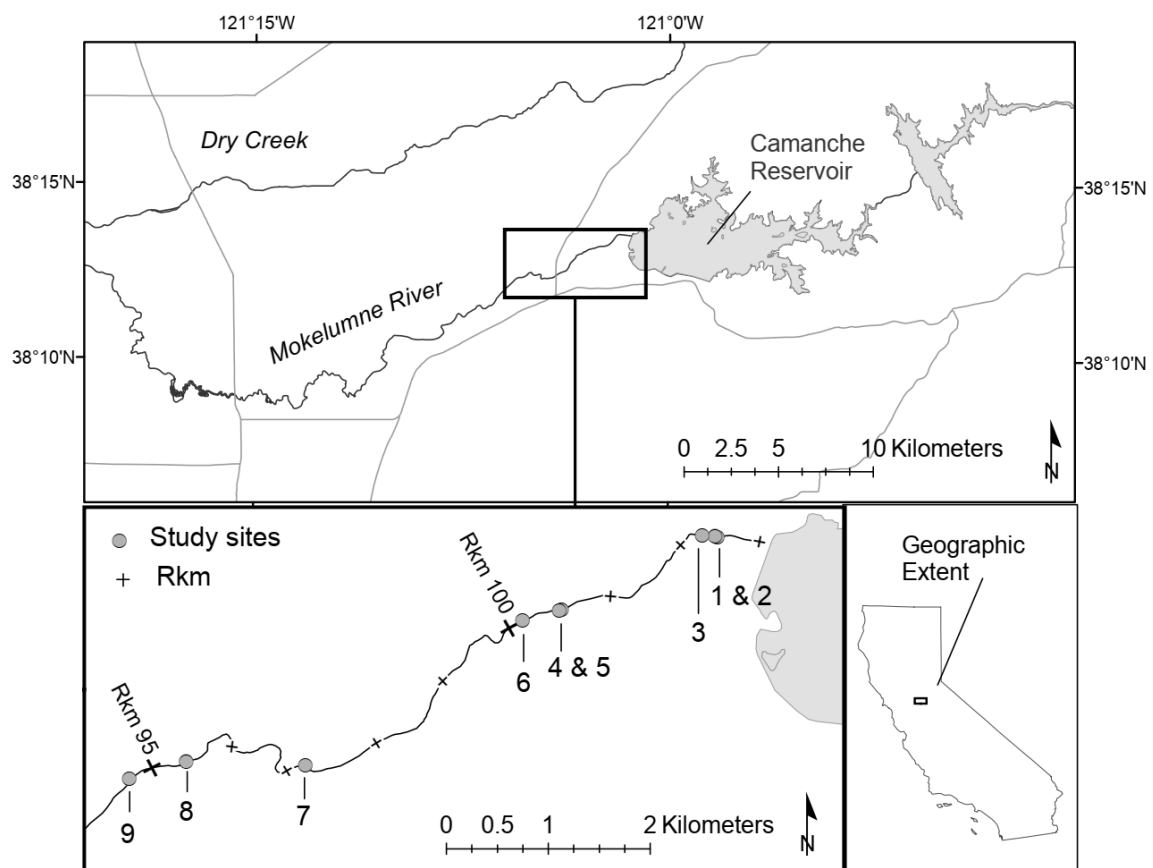 121°15'W
121°0'W
Dry Creek
Camanche
Reservoir
38°15'N
38°15'N
Mokelumne River
38°10'N
38°10'N
0 2.5 5 10 Kilometers
N
Study sites
Rkm
Rkm 100
1 & 2
3
4 & 5
6
Rkm 95
7
8
9
0 0.5 1 2 Kilometers
N
Geographic
Extent